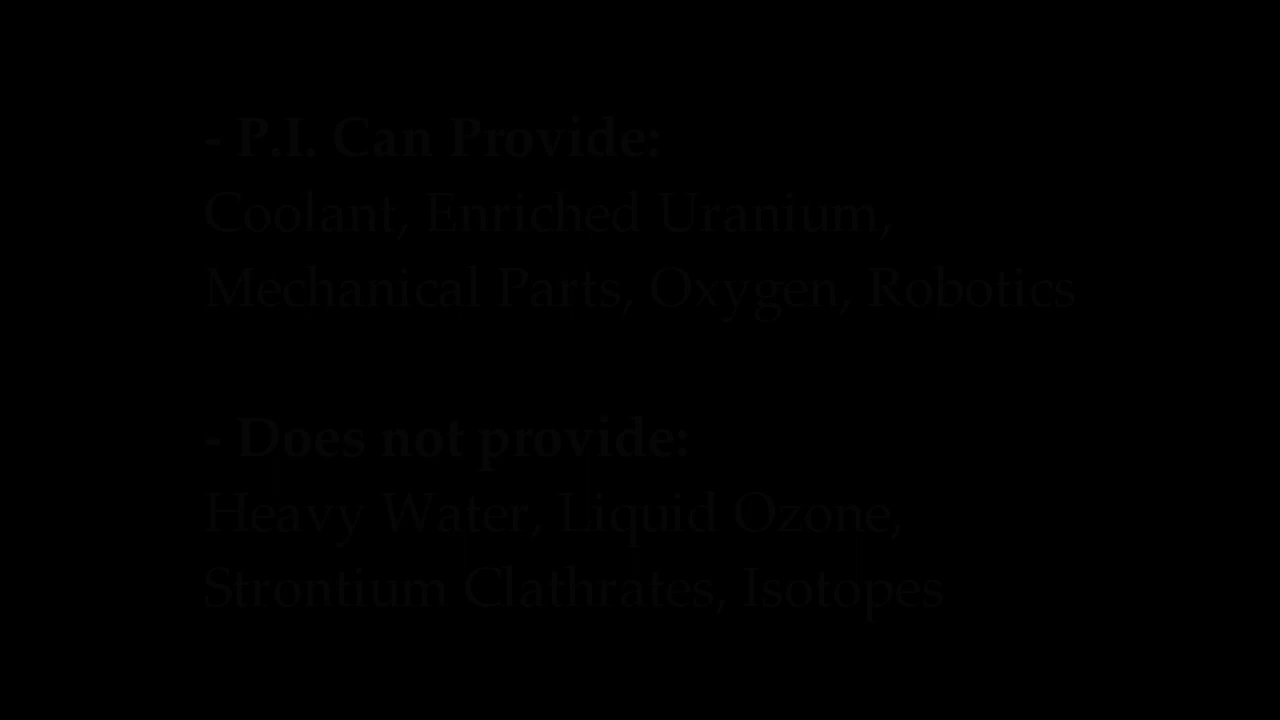 - P.I. Can Provide:
Coolant, Enriched Uranium,
Mechanical Parts, Oxygen, Robotics
- Does not provide:
Heavy Water, Liquid Ozone,
Strontium Clathrates, Isotopes